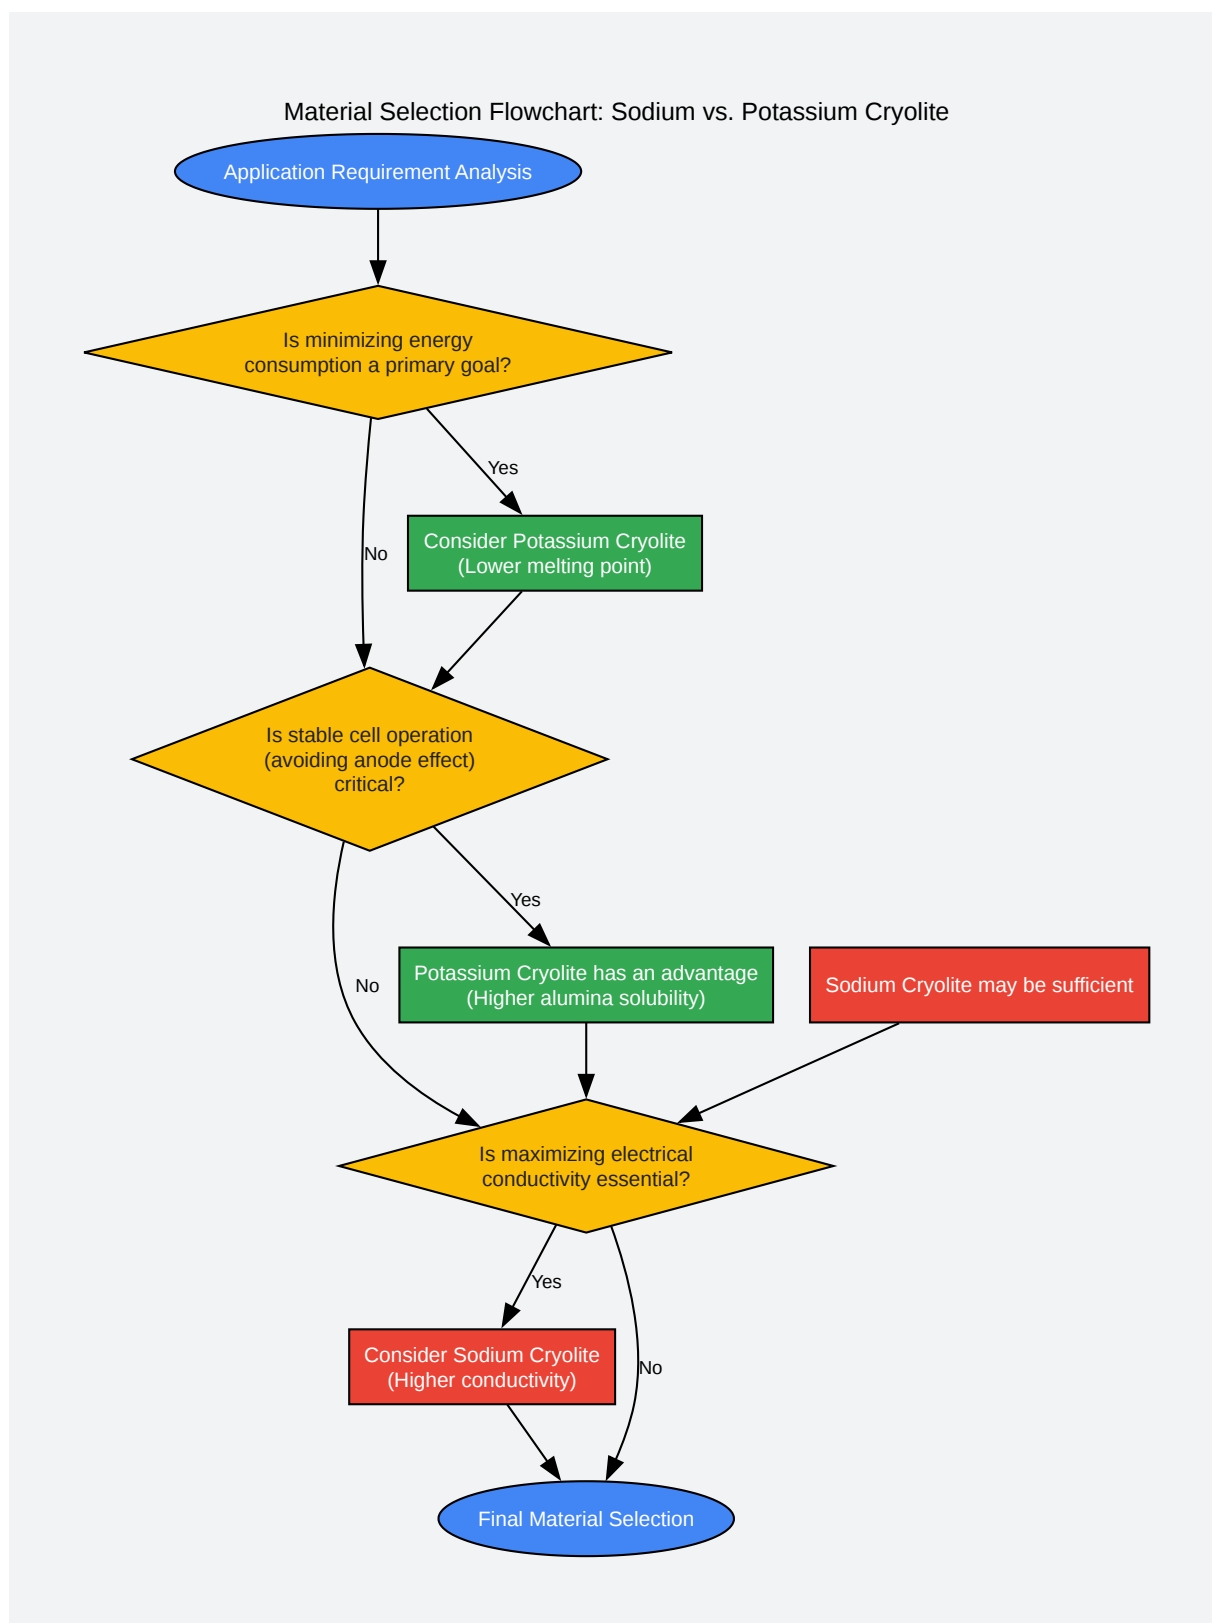 Material Selection Flowchart: Sodium vs. Potassium Cryolite
Application Requirement Analysis
Is minimizing energy
consumption a primary goal?
Yes
No
Consider Potassium Cryolite
(Lower melting point)
Is stable cell operation
(avoiding anode effect)
critical?
Yes
No
Potassium Cryolite has an advantage
(Higher alumina solubility)
Sodium Cryolite may be sufficient
Is maximizing electrical
conductivity essential?
Yes
No
Consider Sodium Cryolite
(Higher conductivity)
Final Material Selection